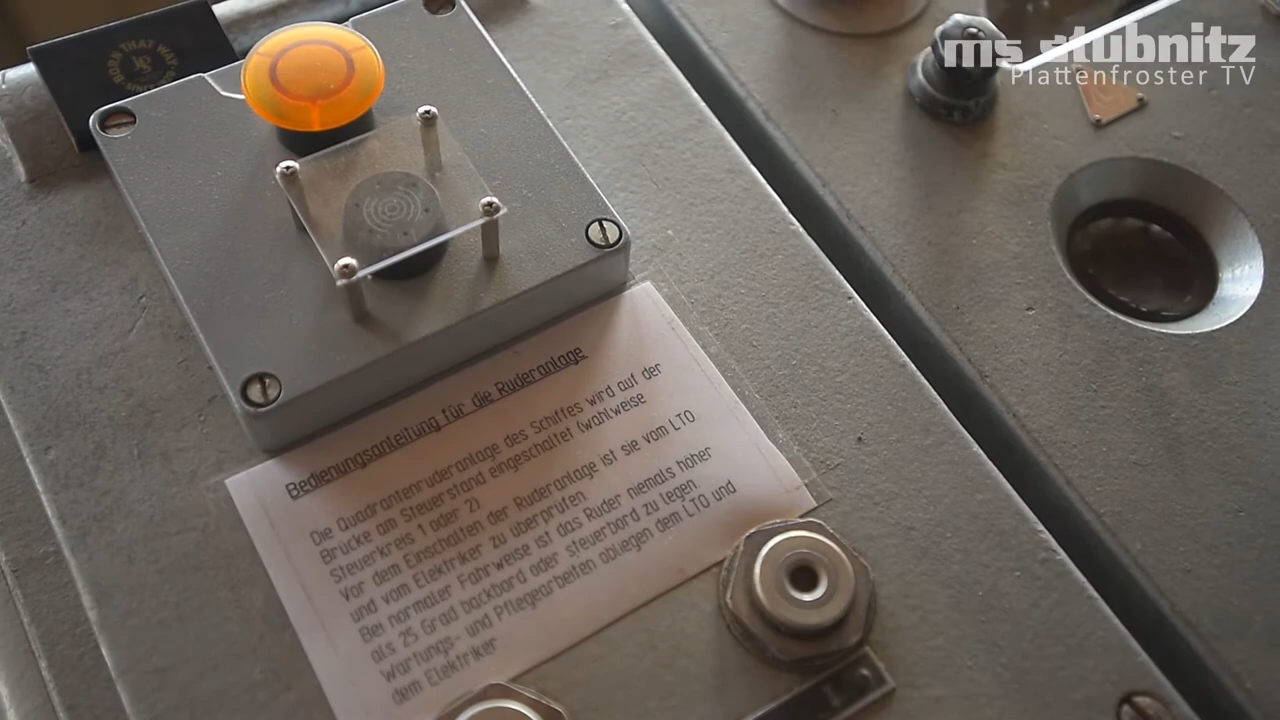 ms stubnitz
Plattenfroster TV
BORN THAT WAY
Bedienungsanleitung für die Ruderanlage
Die Quadrantenruderanlage des Schiffes wird auf der
Brücke am Steuerstand eingeschaltet (wahlweise
Steuerkreis 1 oder 2)
Vor dem Einschalten der Ruderanlage ist sie vom LTO
und vom Elektriker zu überprüfen
Bei normaler Fahrweise ist das Ruder niemals höher
als 25 Grad backbord oder steuerbord zu legen
Wartungs- und Pflegearbeiten obliegen dem LTO und
dem Elektriker